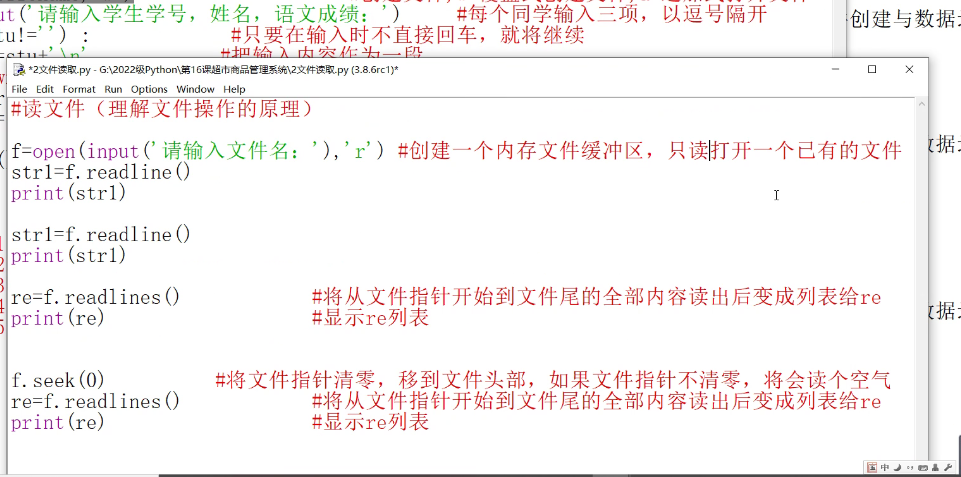 ut('请输入学生学号，姓名，语文成绩：') #每个同学输入三项，以逗号隔开
tu!='') : #只要在输入时不直接回车，就将继续
=stu+'\n' #把输入内容作为一段
创建与数据
*2文件读取.py - G:\2022级Python\第16课超市商品管理系统\2文件读取.py (3.8.6rc1)*
File Edit Format Run Options Window Help
#读文件（理解文件操作的原理）
f=open(input('请输入文件名：'),'r') #创建一个内存文件缓冲区，只读打开一个已有的文件
str1=f.readline()
print(str1)
str1=f.readline()
print(str1)
re=f.readlines() #将从文件指针开始到文件尾的全部内容读出后变成列表给re
print(re) #显示re列表
f.seek(0) #将文件指针清零，移到文件头部，如果文件指针不清零，将会读个空气
re=f.readlines() #将从文件指针开始到文件尾的全部内容读出后变成列表给re
print(re) #显示re列表
中